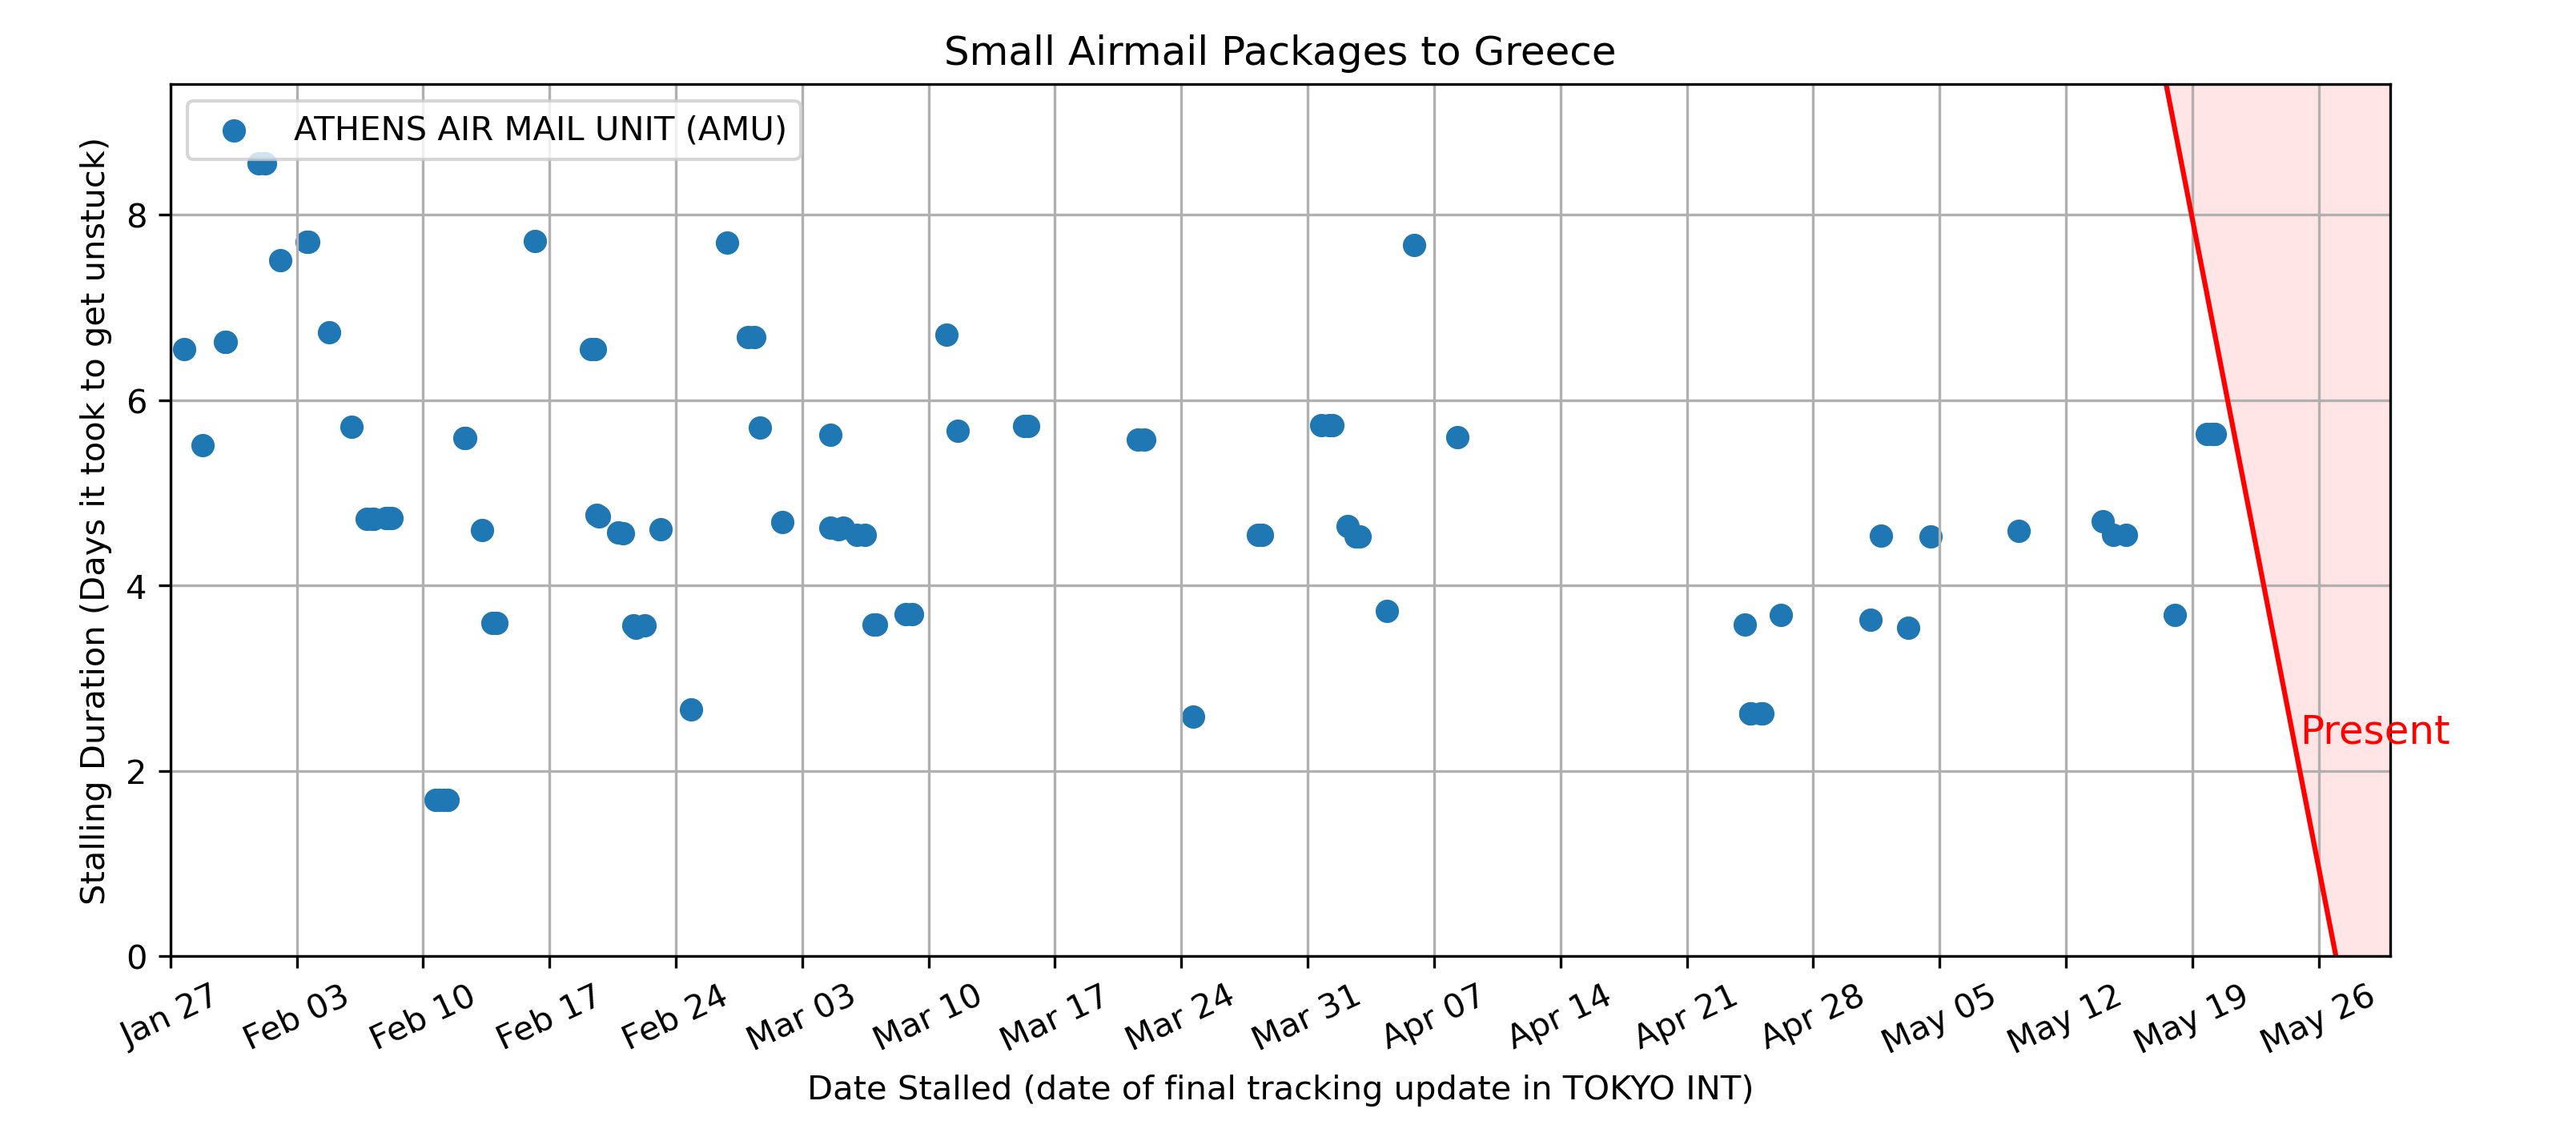 Small Airmail Packages to Greece
ATHENS AIR MAIL UNIT (AMU)
Stalling Duration (Days it took to get unstuck)
8
6
4
2
0
Present
Jan 27
Feb 03
Feb 10
Feb 17
Feb 24
Mar 03
Mar 10
Mar 17
Mar 24
Mar 31
Apr 07
Apr 14
Apr 21
Apr 28
May 05
May 12
May 19
May 26
Date Stalled (date of final tracking update in TOKYO INT)